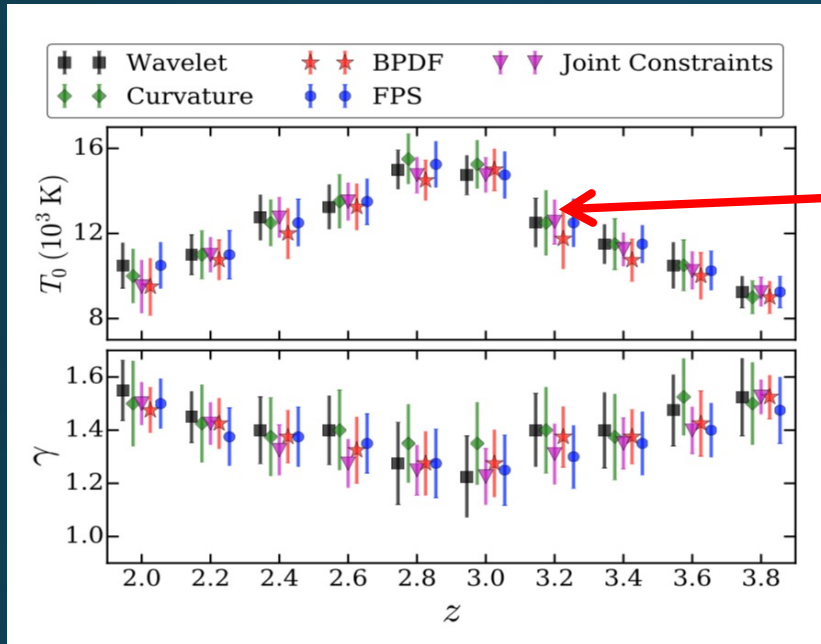 Wavelet BPDF Joint Constraints
Curvature FPS
16
12
8
T₀ (10³ K)
1.6
1.4
1.2
1.0
γ
2.0 2.2 2.4 2.6 2.8 3.0 3.2 3.4 3.6 3.8
z